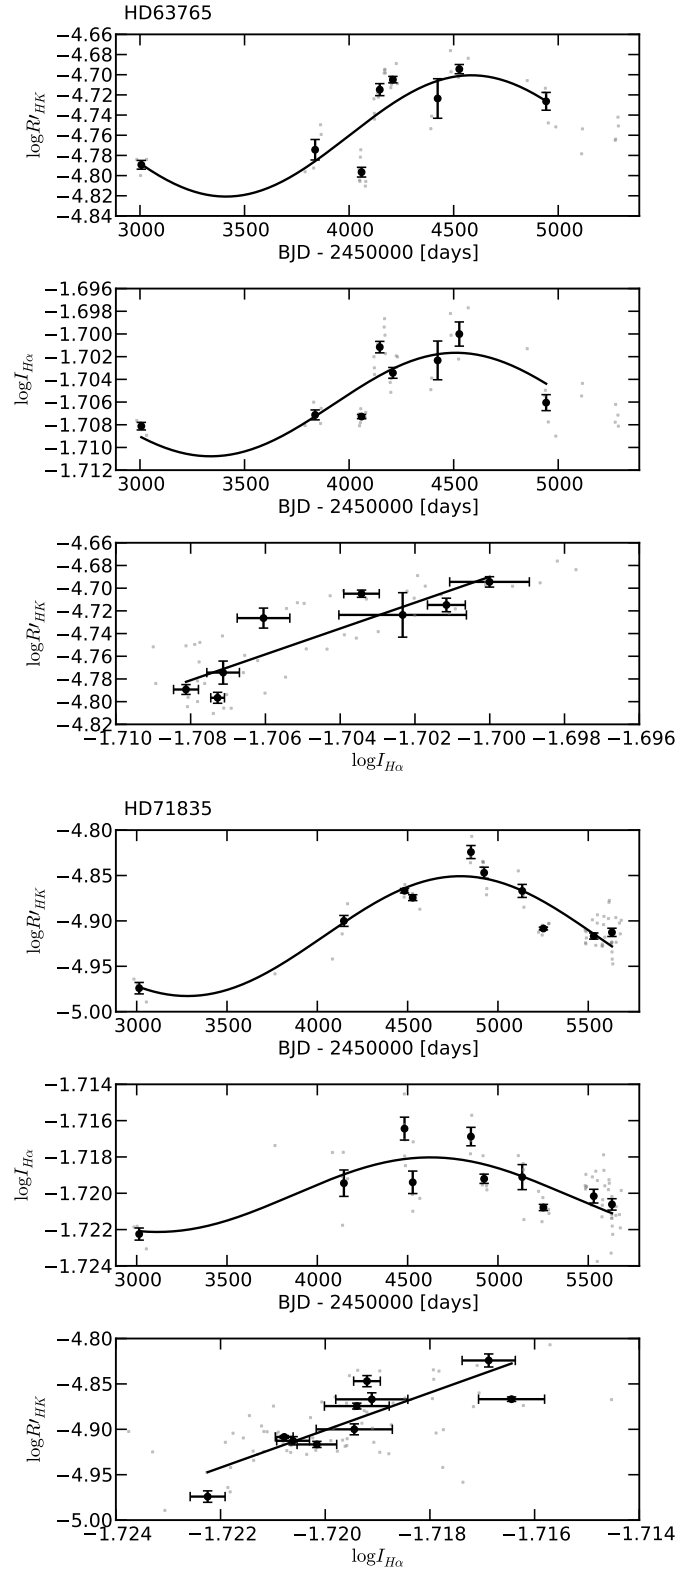 HD63765
−4.66
−4.68
−4.70
−4.72
−4.74
−4.76
−4.78
−4.80
−4.82
−4.84
logR′HK
3000 3500 4000 4500 5000
BJD - 2450000 [days]
−1.696
−1.698
−1.700
−1.702
−1.704
−1.706
−1.708
−1.710
−1.712
logIHα
3000 3500 4000 4500 5000
BJD - 2450000 [days]
−4.66
−4.68
−4.70
−4.72
−4.74
−4.76
−4.78
−4.80
−4.82
logR′HK
−1.710 −1.708 −1.706 −1.704 −1.702 −1.700 −1.698 −1.696
logIHα
HD71835
−4.80
−4.85
−4.90
−4.95
−5.00
logR′HK
3000 3500 4000 4500 5000 5500
BJD - 2450000 [days]
−1.714
−1.716
−1.718
−1.720
−1.722
−1.724
logIHα
3000 3500 4000 4500 5000 5500
BJD - 2450000 [days]
−4.80
−4.85
−4.90
−4.95
−5.00
logR′HK
−1.724 −1.722 −1.720 −1.718 −1.716 −1.714
logIHα